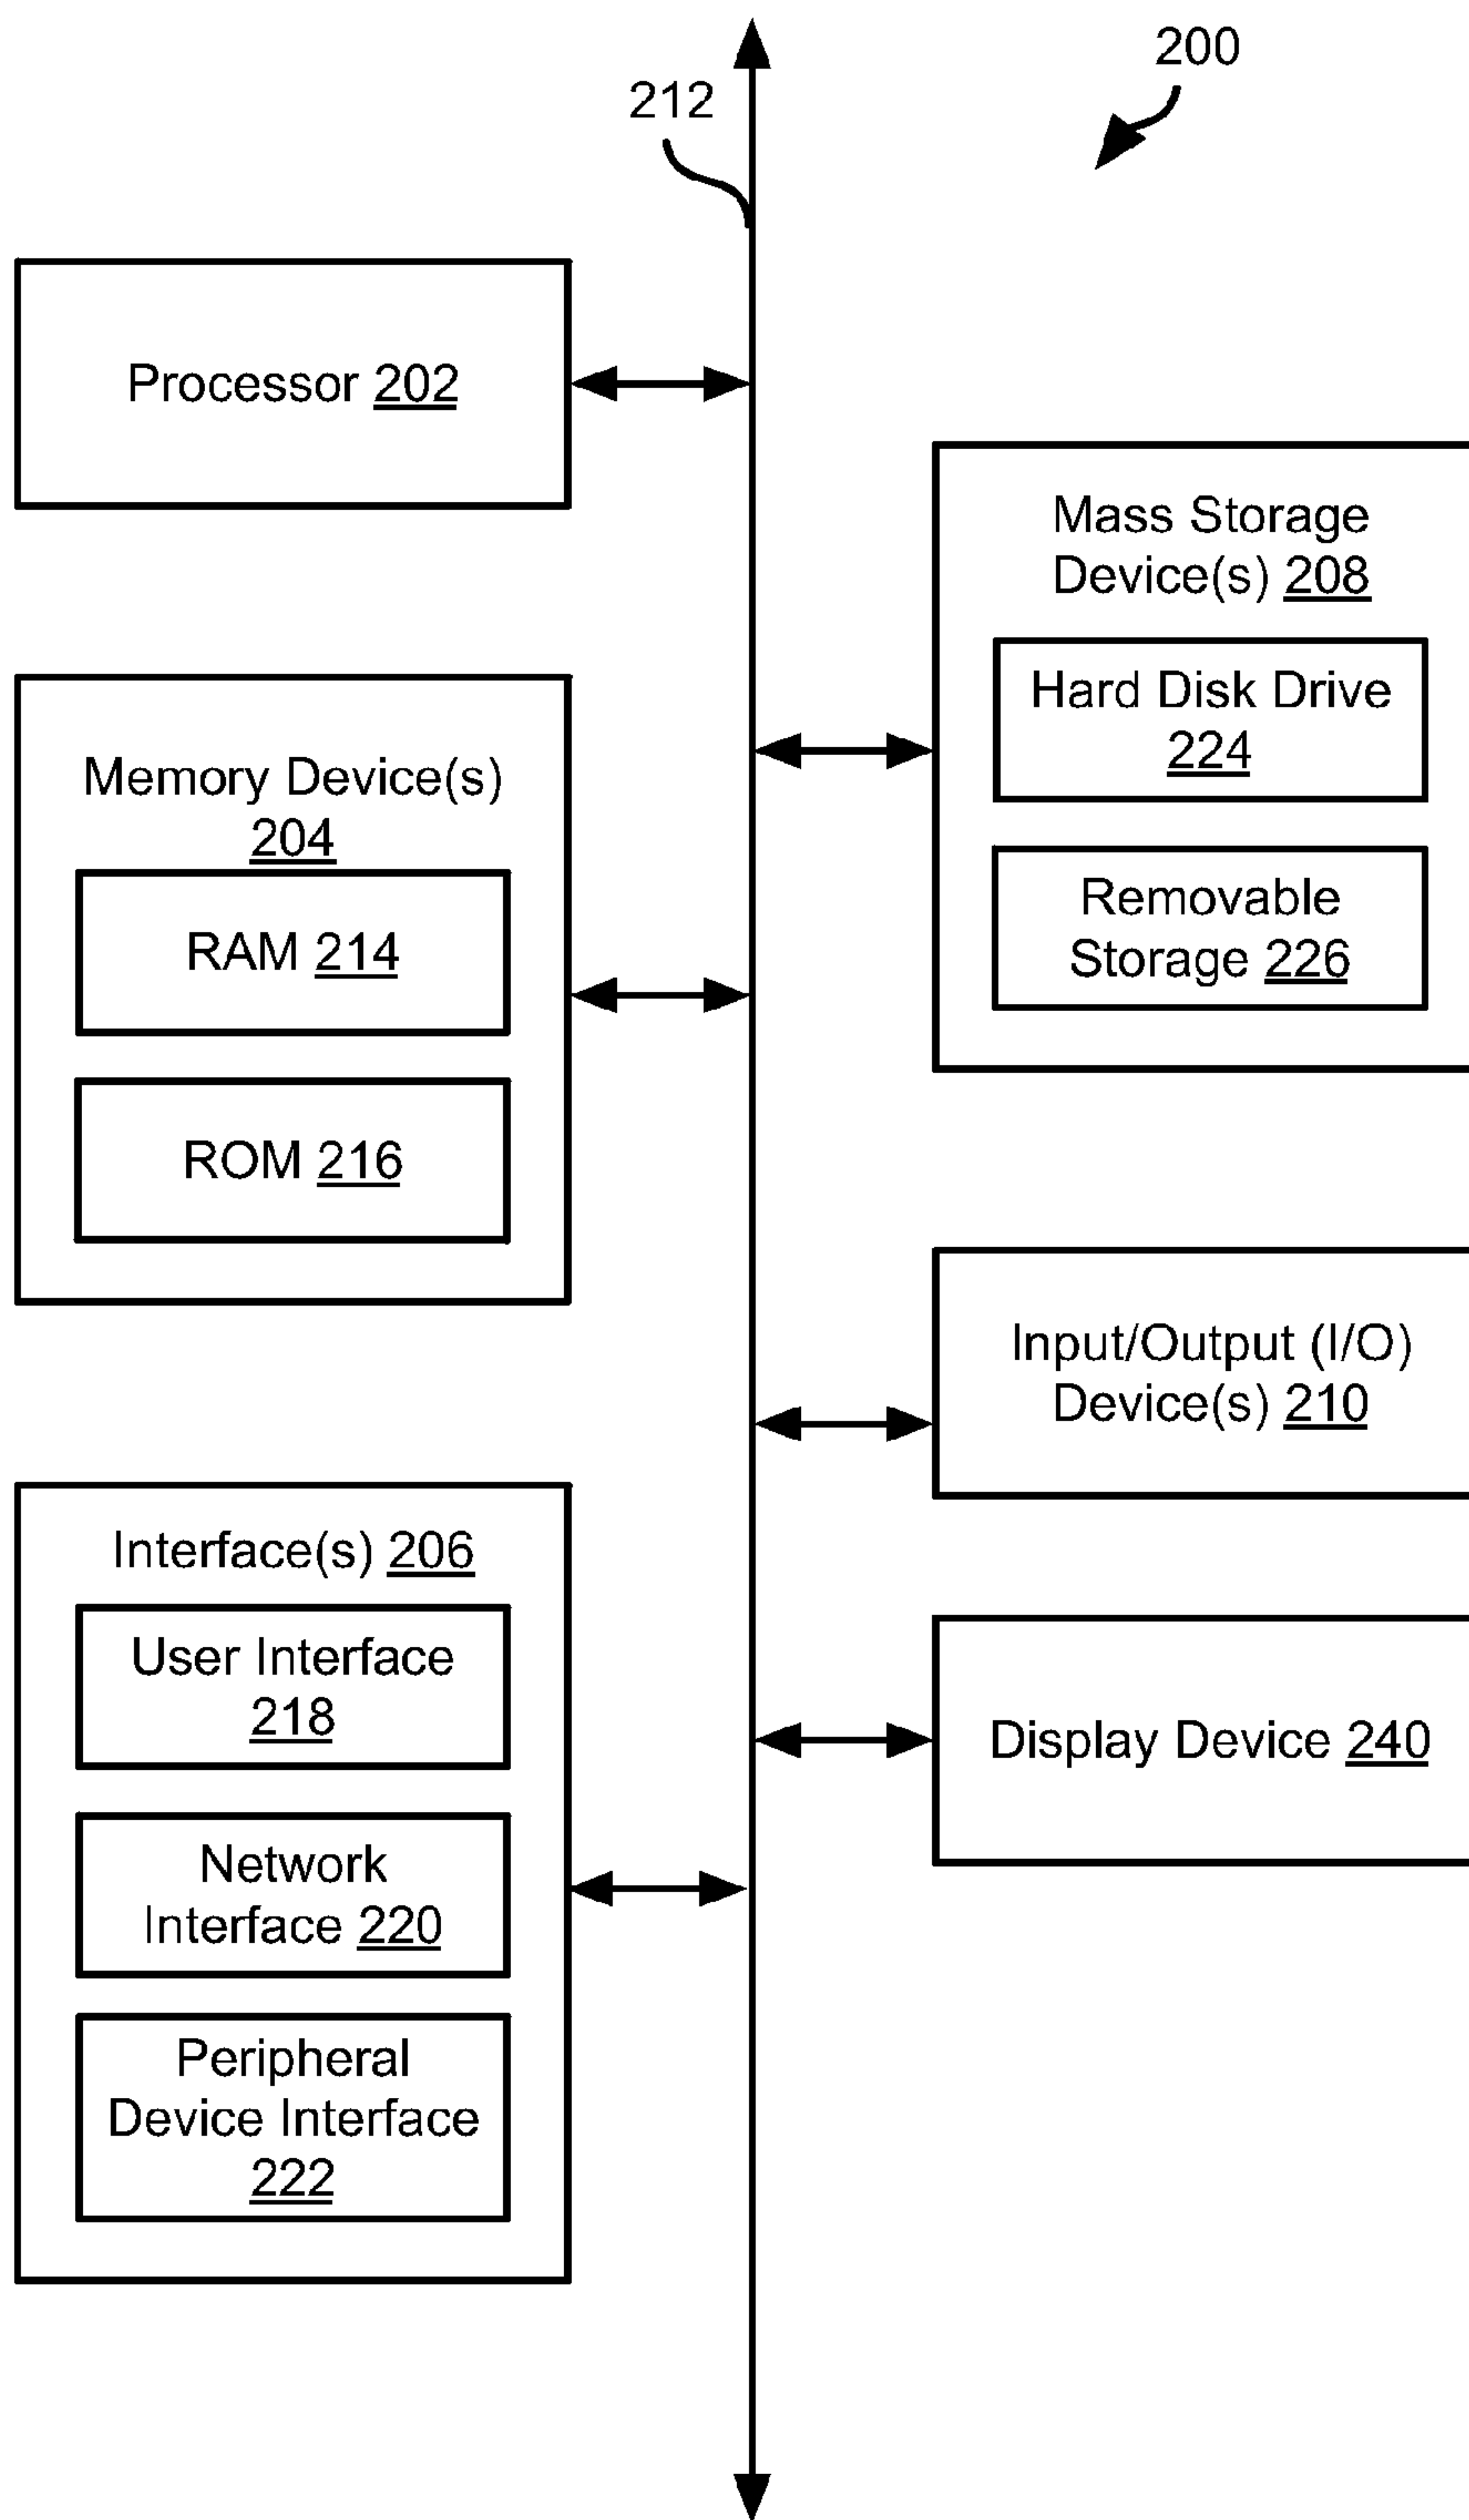 200
212
Processor 202
Mass Storage
Device(s) 208
Hard Disk Drive
224
Removable
Storage 226
Memory Device(s)
204
RAM 214
ROM 216
Input/Output (I/O)
Device(s) 210
Interface(s) 206
User Interface
218
Network
Interface 220
Peripheral
Device Interface
222
Display Device 240